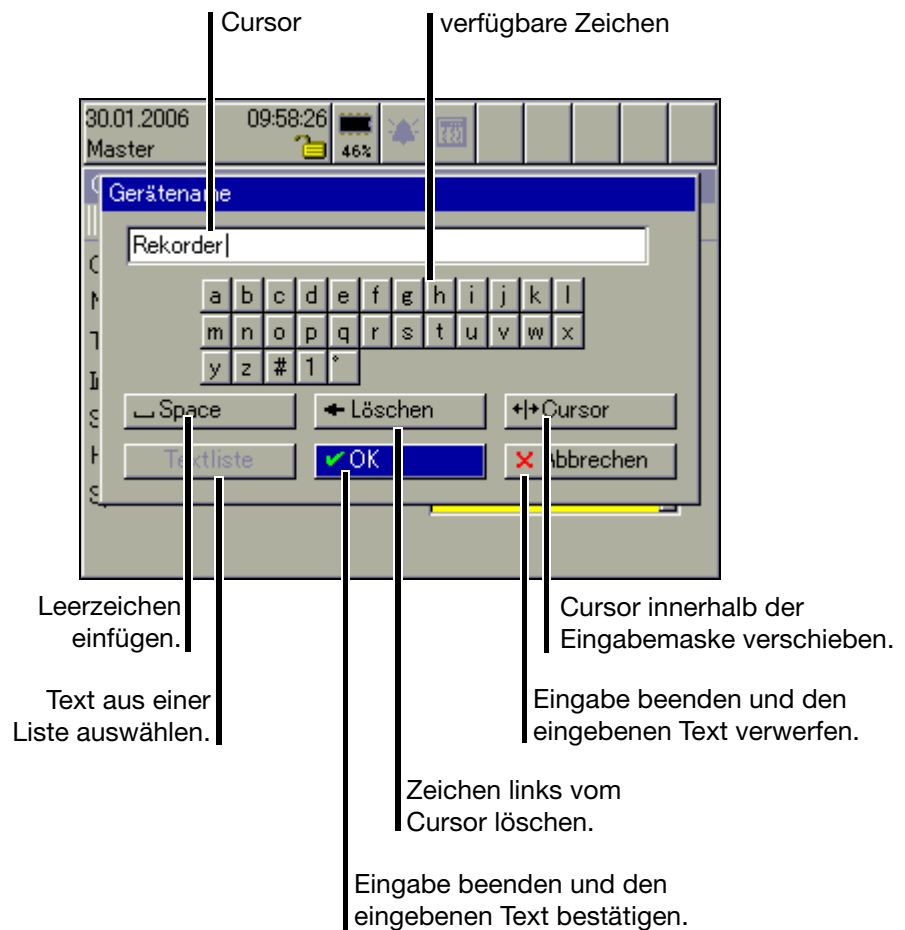 Cursor
verfügbare Zeichen
30.01.2006 09:58:26
Master 46%
Gerätename
Rekorder
a b c d e f g h i j k l
m n o p q r s t u v w x
y z # 1 °
Space Löschen Cursor
Textliste OK Abbrechen
Leerzeichen
einfügen.
Cursor innerhalb der
Eingabemaske verschieben.
Text aus einer
Liste auswählen.
Eingabe beenden und den
eingebenen Text verwerfen.
Zeichen links vom
Cursor löschen.
Eingabe beenden und den
eingebenen Text bestätigen.